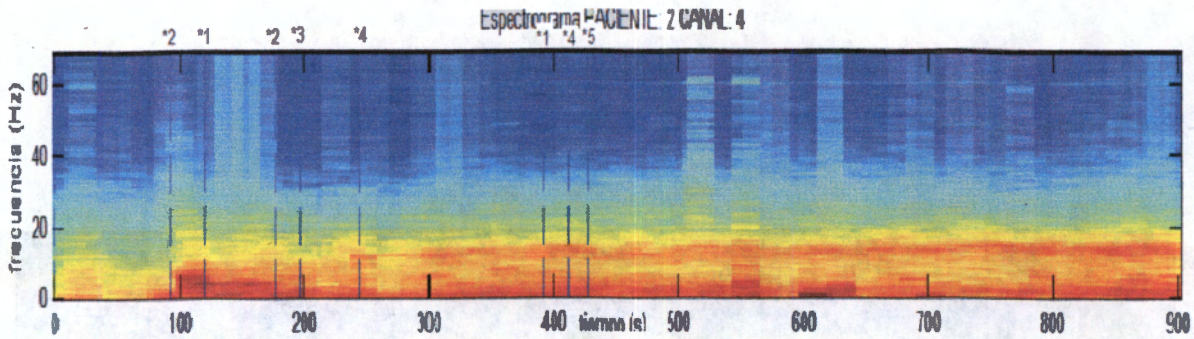 Espectrograma PACIENTE: 2 CANAL: 4
*2 *1 *2 *3 *4 *1 *4 *5
frecuencia (Hz)
60
40
20
0
0 100 200 300 400 500 600 700 800 900
tiempo (s)